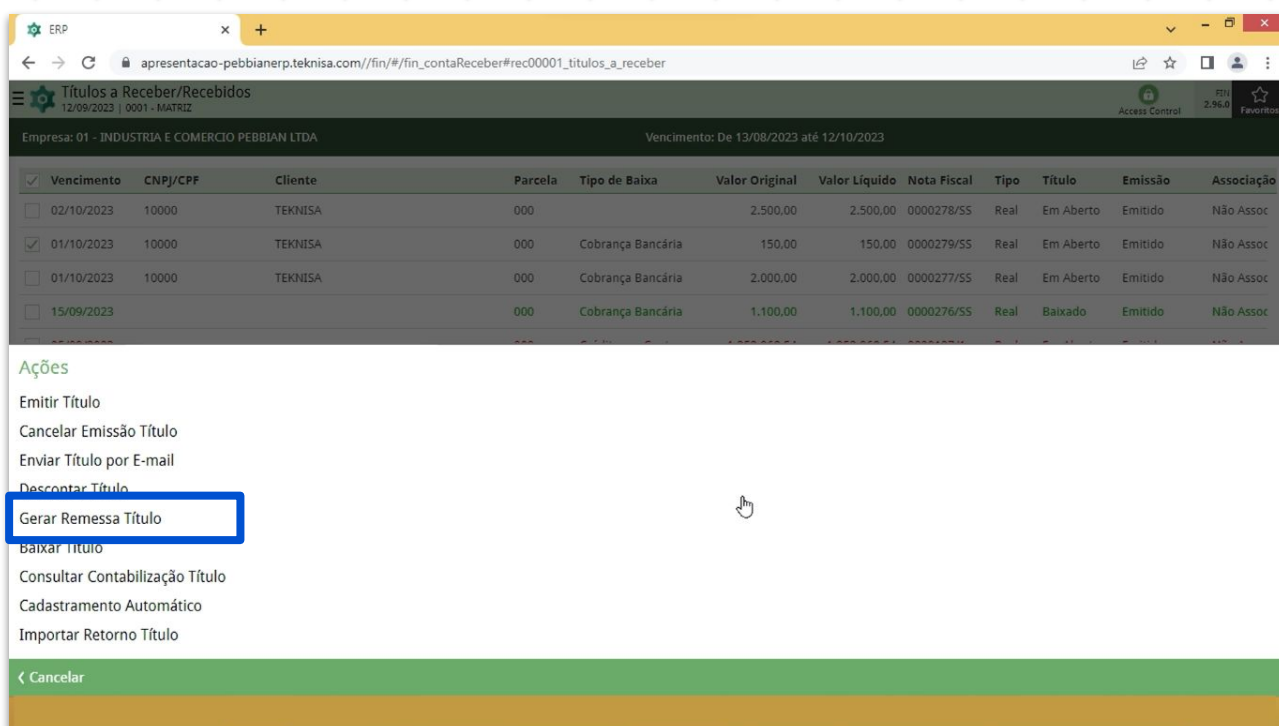 ERP
apresentacao-pebbianerp.teknisa.com//fin/#/fin_contaReceber#rec00001_titulos_a_receber
Títulos a Receber/Recebidos
12/09/2023 | 0001 - MATRIZ
Access Control
FIN
2.96.0
Favoritos
Empresa: 01 - INDUSTRIA E COMERCIO PEBBIAN LTDA Vencimento: De 13/08/2023 até 12/10/2023
Vencimento CNPJ/CPF Cliente Parcela Tipo de Baixa Valor Original Valor Líquido Nota Fiscal Tipo Título Emissão Associação
02/10/2023 10000 TEKNISA 000 2.500,00 2.500,00 0000278/SS Real Em Aberto Emitido Não Assoc
01/10/2023 10000 TEKNISA 000 Cobrança Bancária 150,00 150,00 0000279/SS Real Em Aberto Emitido Não Assoc
01/10/2023 10000 TEKNISA 000 Cobrança Bancária 2.000,00 2.000,00 0000277/SS Real Em Aberto Emitido Não Assoc
15/09/2023 000 Cobrança Bancária 1.100,00 1.100,00 0000276/SS Real Baixado Emitido Não Assoc
Ações
Emitir Título
Cancelar Emissão Título
Enviar Título por E-mail
Descontar Título
Gerar Remessa Título
Baixar Título
Consultar Contabilização Título
Cadastramento Automático
Importar Retorno Título
Cancelar